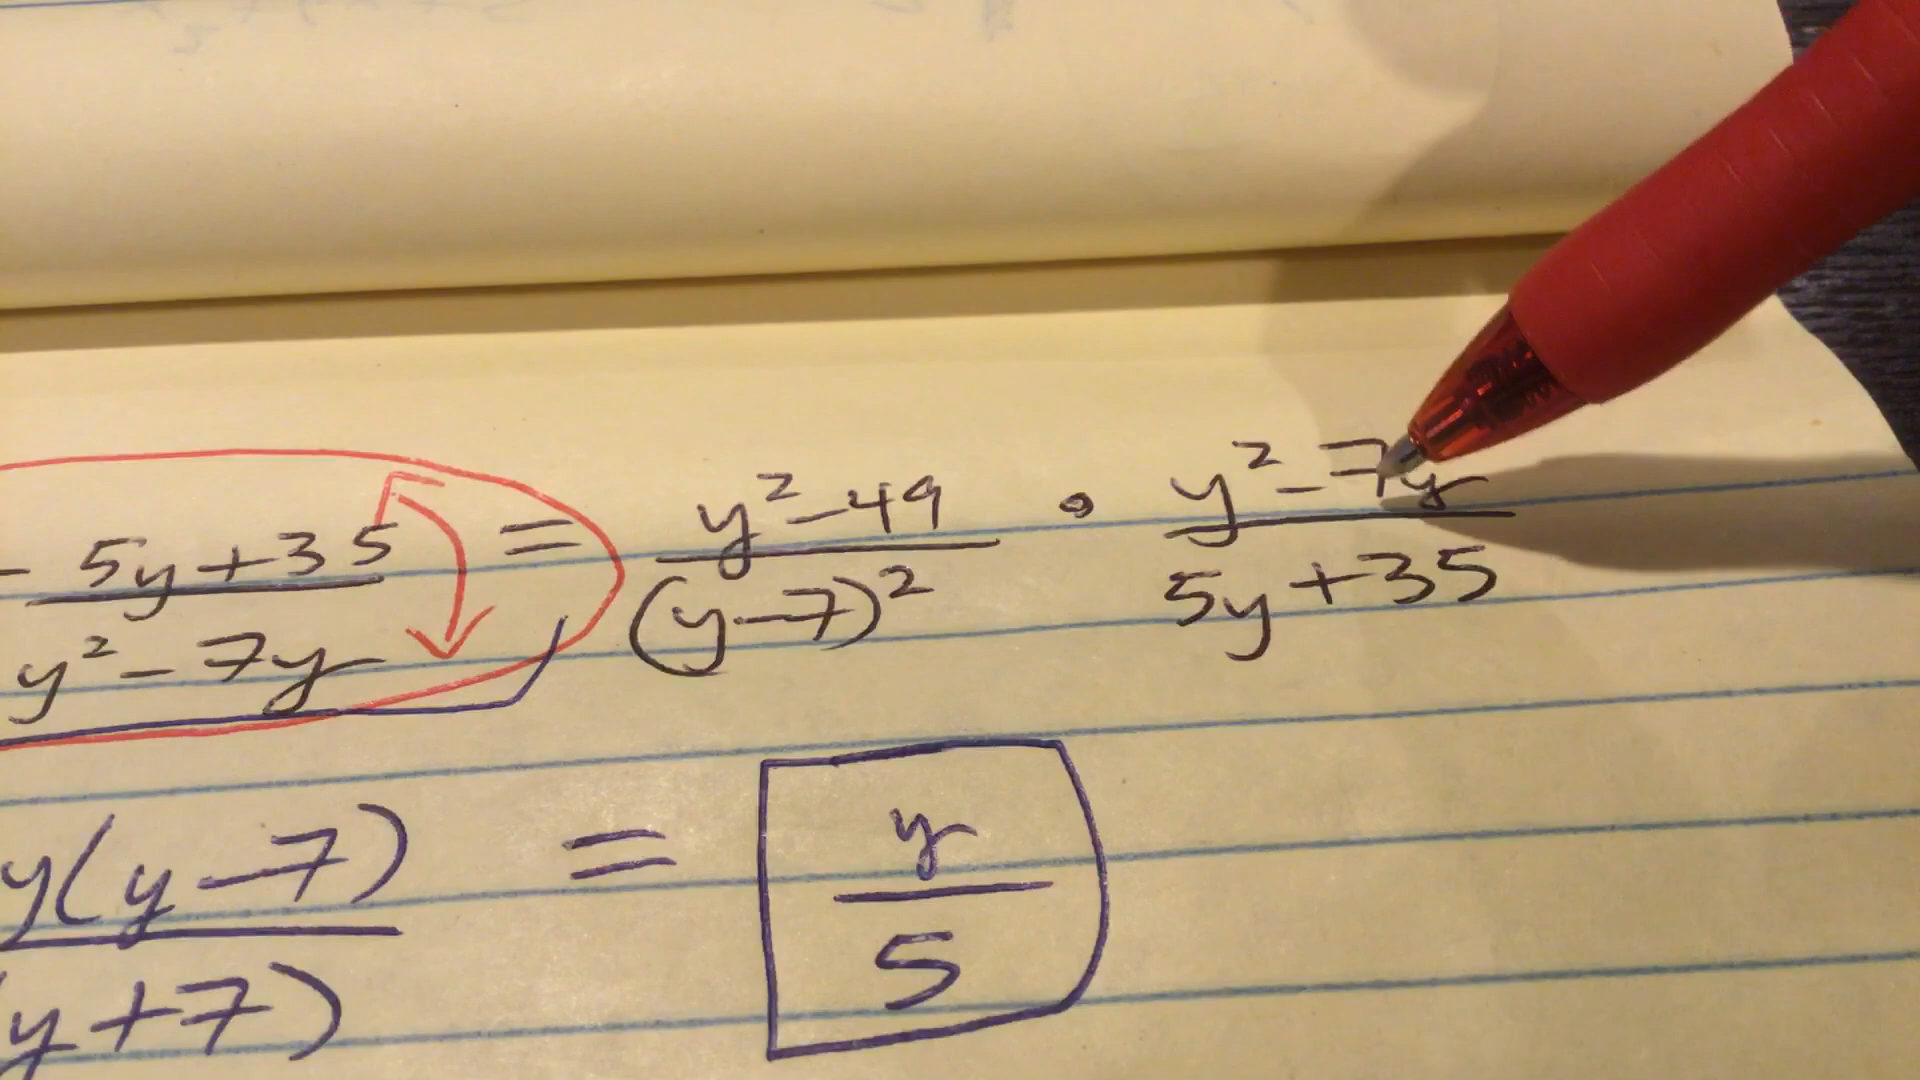 - 5y+35 / y² - 7y = y² - 49 / (y-7)² · y² - 7y / 5y+35
y(y-7) / (y+7) = y / 5